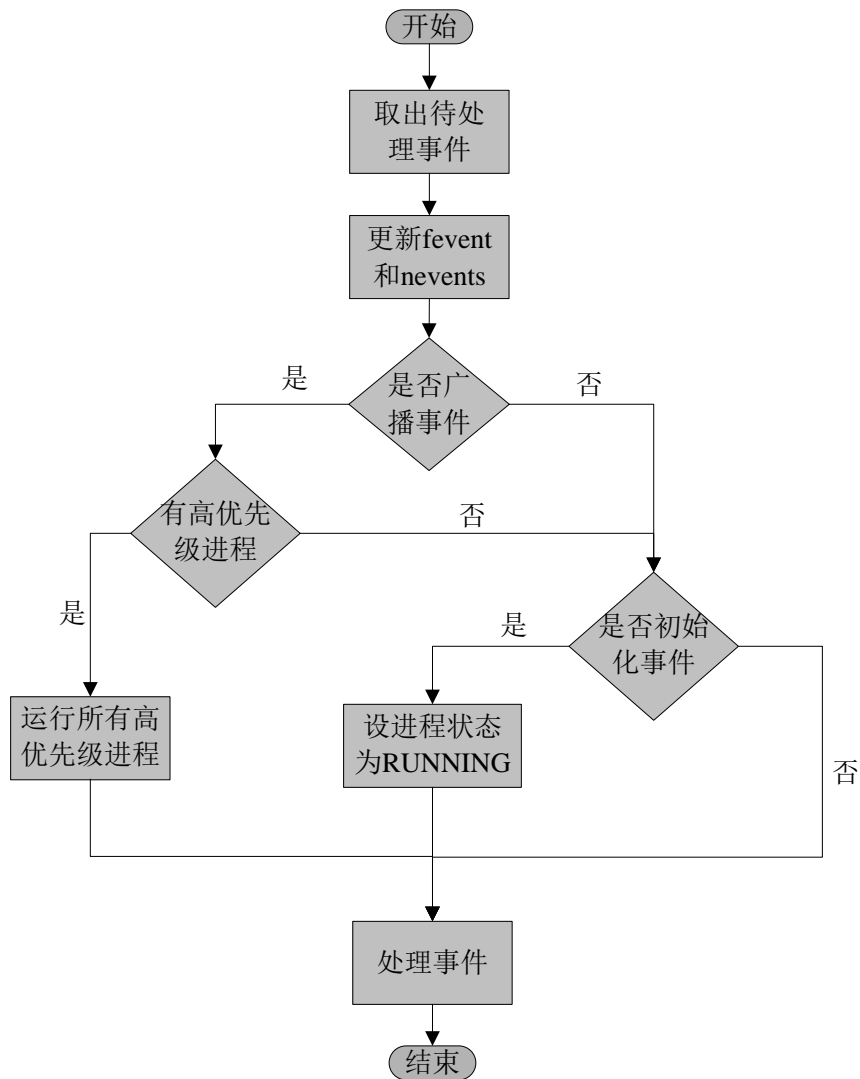 开始
取出待处
理事件
更新fevent
和nevents
是否广
播事件
是
否
有高优先
级进程
否
是
是否初始
化事件
是
否
运行所有高
优先级进程
设进程状态
为RUNNING
处理事件
结束